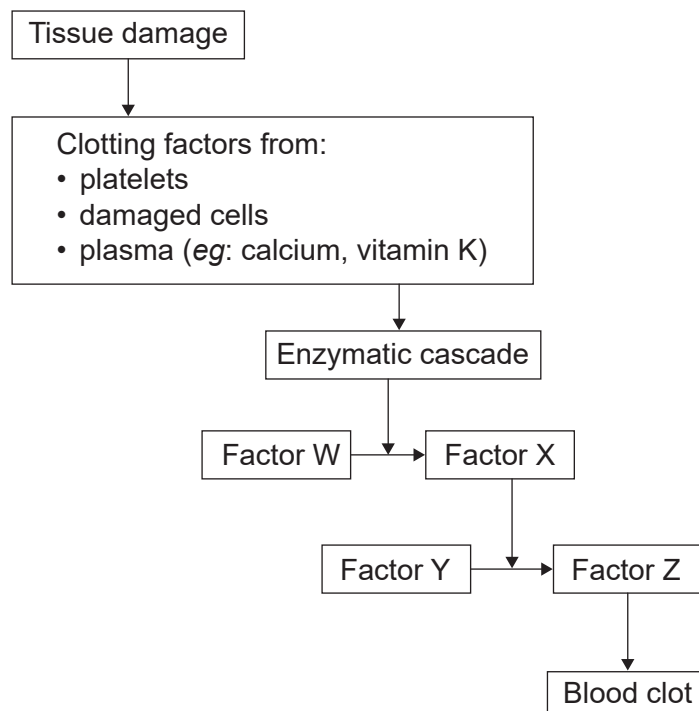 Tissue damage
Clotting factors from:
• platelets
• damaged cells
• plasma (eg: calcium, vitamin K)
Enzymatic cascade
Factor W
Factor X
Factor Y
Factor Z
Blood clot